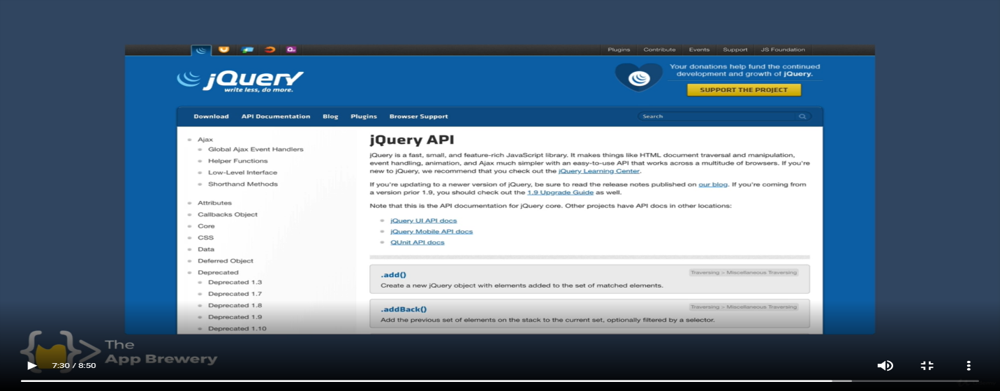 Plugins Contribute Events Support JS Foundation
jQuery
write less, do more.
Your donations help fund the continued
development and growth of jQuery.
SUPPORT THE PROJECT
Download API Documentation Blog Plugins Browser Support
Search
Ajax
Global Ajax Event Handlers
Helper Functions
Low-Level Interface
Shorthand Methods
Attributes
Callbacks Object
Core
CSS
Data
Deferred Object
Deprecated
Deprecated 1.3
Deprecated 1.7
Deprecated 1.8
Deprecated 1.9
Deprecated 1.10
jQuery API
jQuery is a fast, small, and feature-rich JavaScript library. It makes things like HTML document traversal and manipulation,
event handling, animation, and Ajax much simpler with an easy-to-use API that works across a multitude of browsers. If you're
new to jQuery, we recommend that you check out the jQuery Learning Center.
If you're updating to a newer version of jQuery, be sure to read the release notes published on our blog. If you're coming from
a version prior 1.9, you should check out the 1.9 Upgrade Guide as well.
Note that this is the API documentation for jQuery core. Other projects have API docs in other locations:
jQuery UI API docs
jQuery Mobile API docs
QUnit API docs
.add()
Traversing > Miscellaneous Traversing
Create a new jQuery object with elements added to the set of matched elements.
.addBack()
Traversing > Miscellaneous Traversing
Add the previous set of elements on the stack to the current set, optionally filtered by a selector.
The
App Brewery
7:30 / 8:50